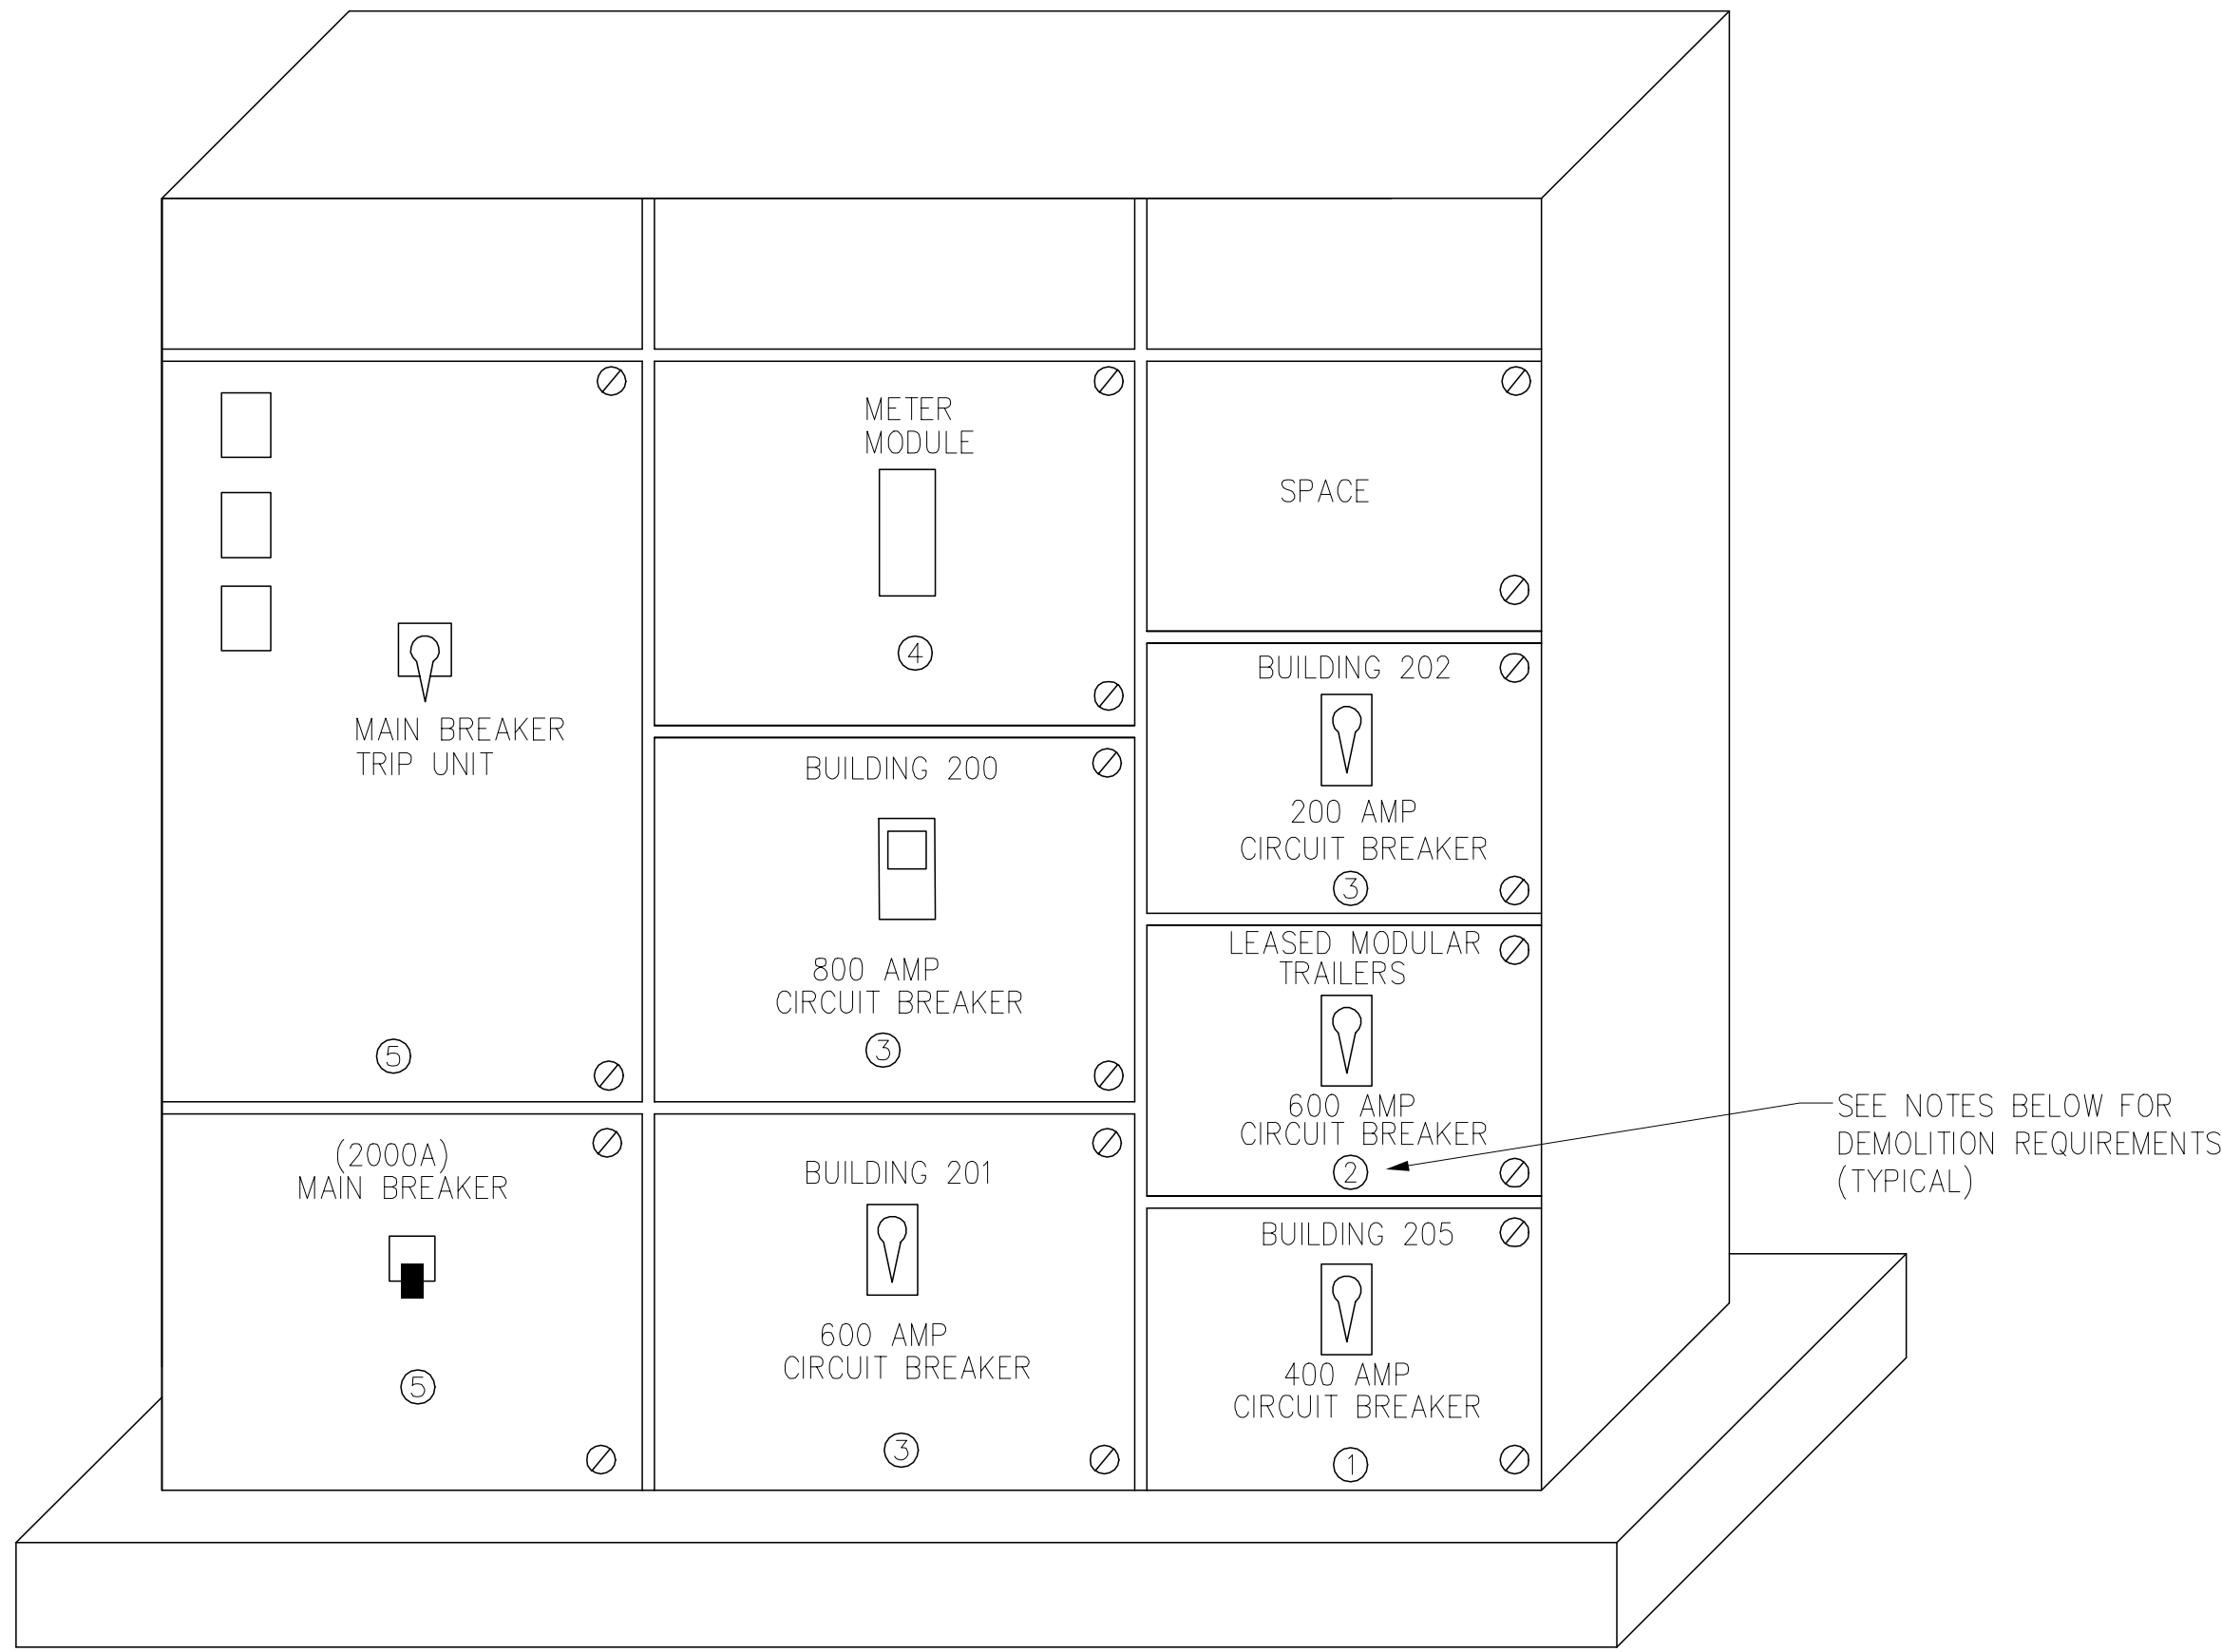 MAIN BREAKER
TRIP UNIT
5
(2000A)
MAIN BREAKER
5
METER
MODULE
4
BUILDING 200
800 AMP
CIRCUIT BREAKER
3
BUILDING 201
600 AMP
CIRCUIT BREAKER
3
SPACE
BUILDING 202
200 AMP
CIRCUIT BREAKER
3
LEASED MODULAR
TRAILERS
600 AMP
CIRCUIT BREAKER
2
BUILDING 205
400 AMP
CIRCUIT BREAKER
1
SEE NOTES BELOW FOR
DEMOLITION REQUIREMENTS
(TYPICAL)